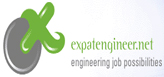 expatengineer.net
engineering job possibilities